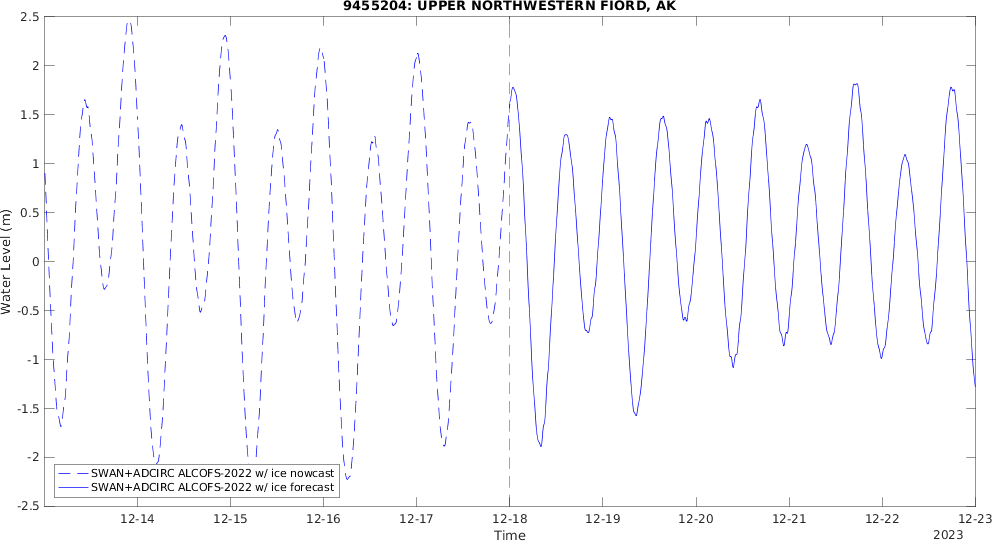 9455204: UPPER NORTHWESTERN FIORD, AK
2.5
2
1.5
1
0.5
0
-0.5
-1
-1.5
-2
-2.5
Water Level (m)
SWAN+ADCIRC ALCOFS-2022 w/ ice nowcast
SWAN+ADCIRC ALCOFS-2022 w/ ice forecast
12-14 12-15 12-16 12-17 12-18 12-19 12-20 12-21 12-22 12-23
Time
2023